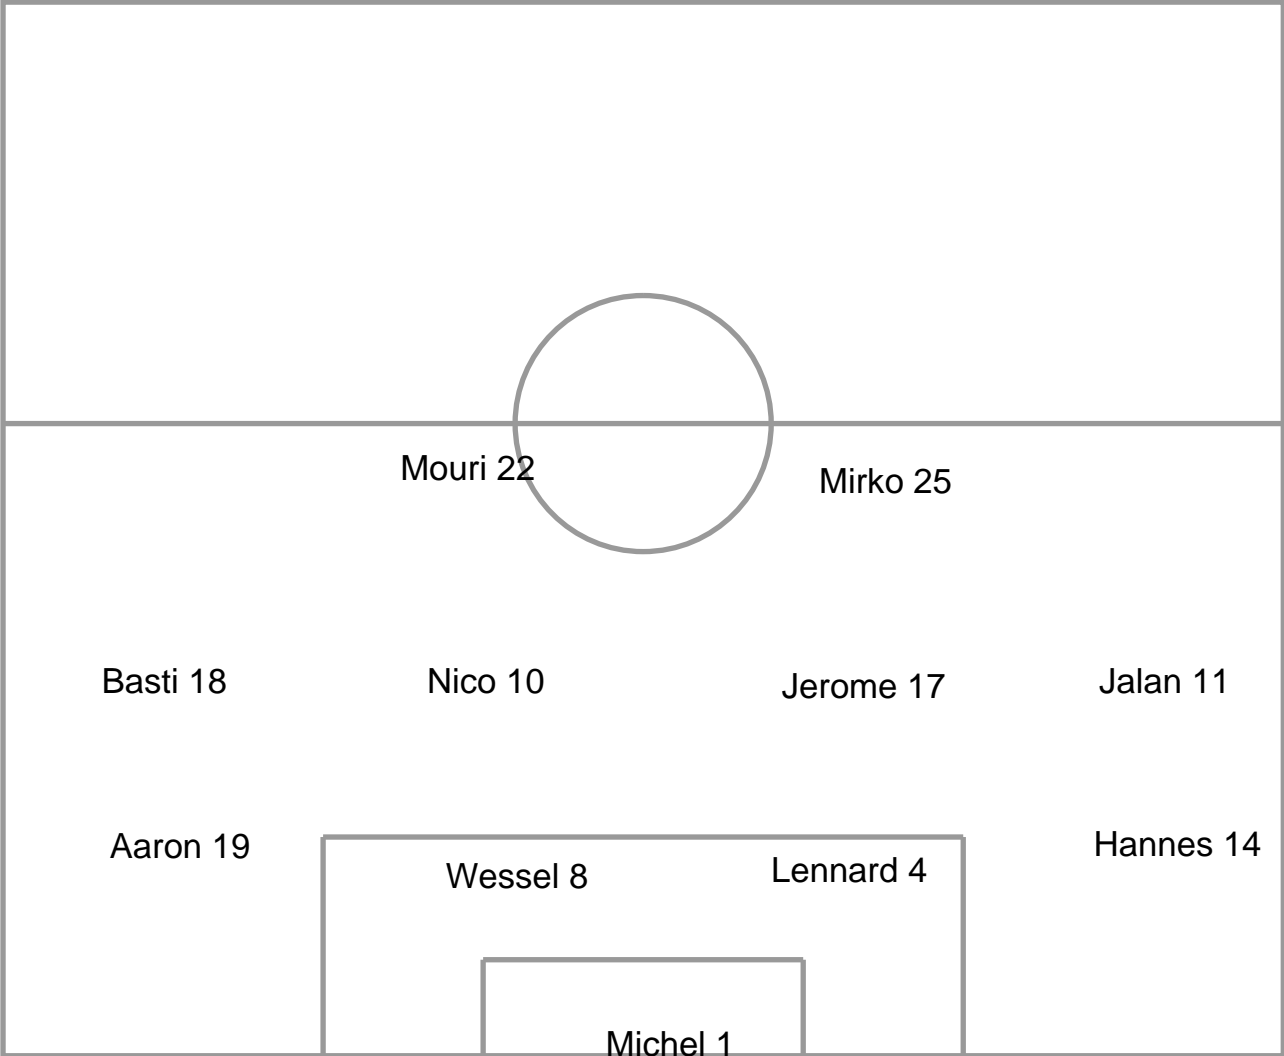 Mouri 22
Mirko 25
Basti 18
Nico 10
Jerome 17
Jalan 11
Aaron 19
Hannes 14
Wessel 8
Lennard 4
Michel 1